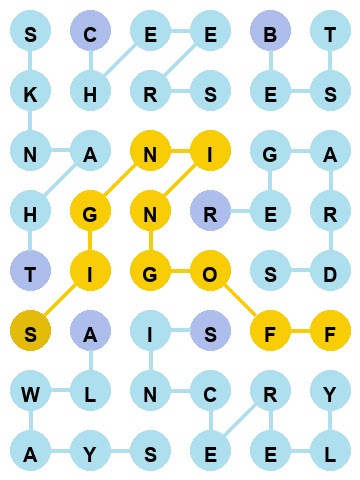 S C E E B T
K H R S E S
N A N I G A
H G N R E R
T I G O S D
S A I S F F
W L N C R Y
A Y S E E L